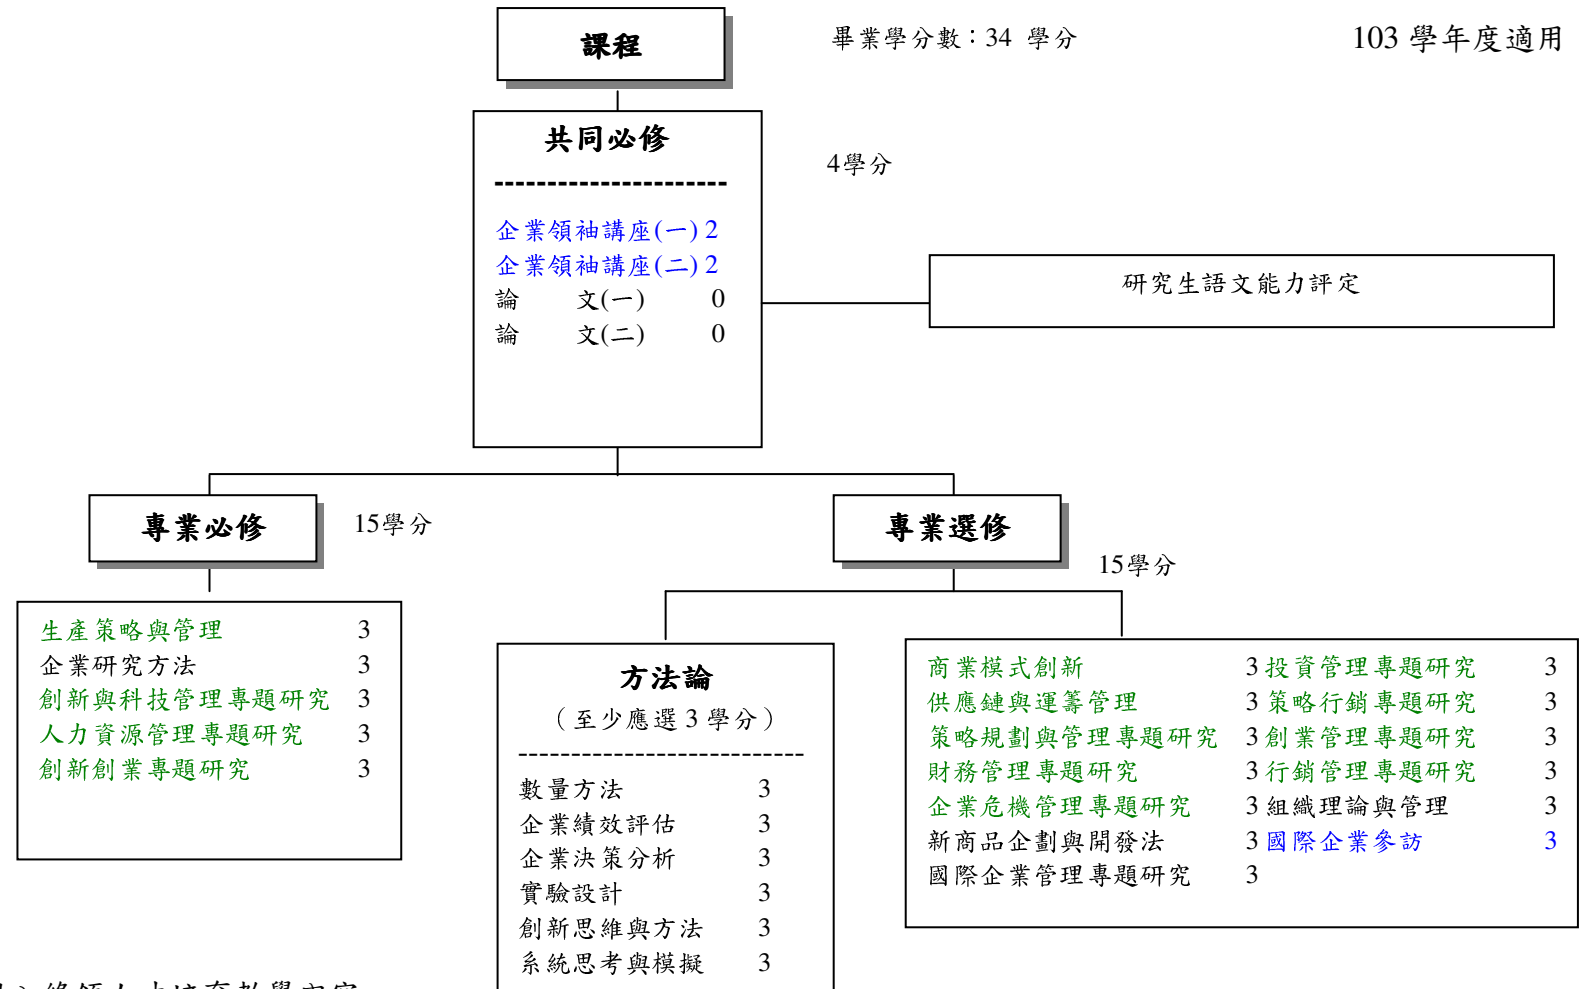 課程
畢業學分數：34 學分
103 學年度適用
共同必修
4學分
----------------------
企業領袖講座(一) 2
企業領袖講座(二) 2
論 文(一) 0
論 文(二) 0
研究生語文能力評定
專業必修
15學分
專業選修
15學分
生產策略與管理 3
企業研究方法 3
創新與科技管理專題研究 3
人力資源管理專題研究 3
創新創業專題研究 3
方法論
（至少應選 3 學分）
---------------------------
數量方法 3
企業績效評估 3
企業決策分析 3
實驗設計 3
創新思維與方法 3
系統思考與模擬 3
商業模式創新 3 投資管理專題研究 3
供應鏈與運籌管理 3 策略行銷專題研究 3
策略規劃與管理專題研究 3 創業管理專題研究 3
財務管理專題研究 3 行銷管理專題研究 3
企業危機管理專題研究 3 組織理論與管理 3
新商品企劃與開發法 3 國際企業參訪 3
國際企業管理專題研究 3